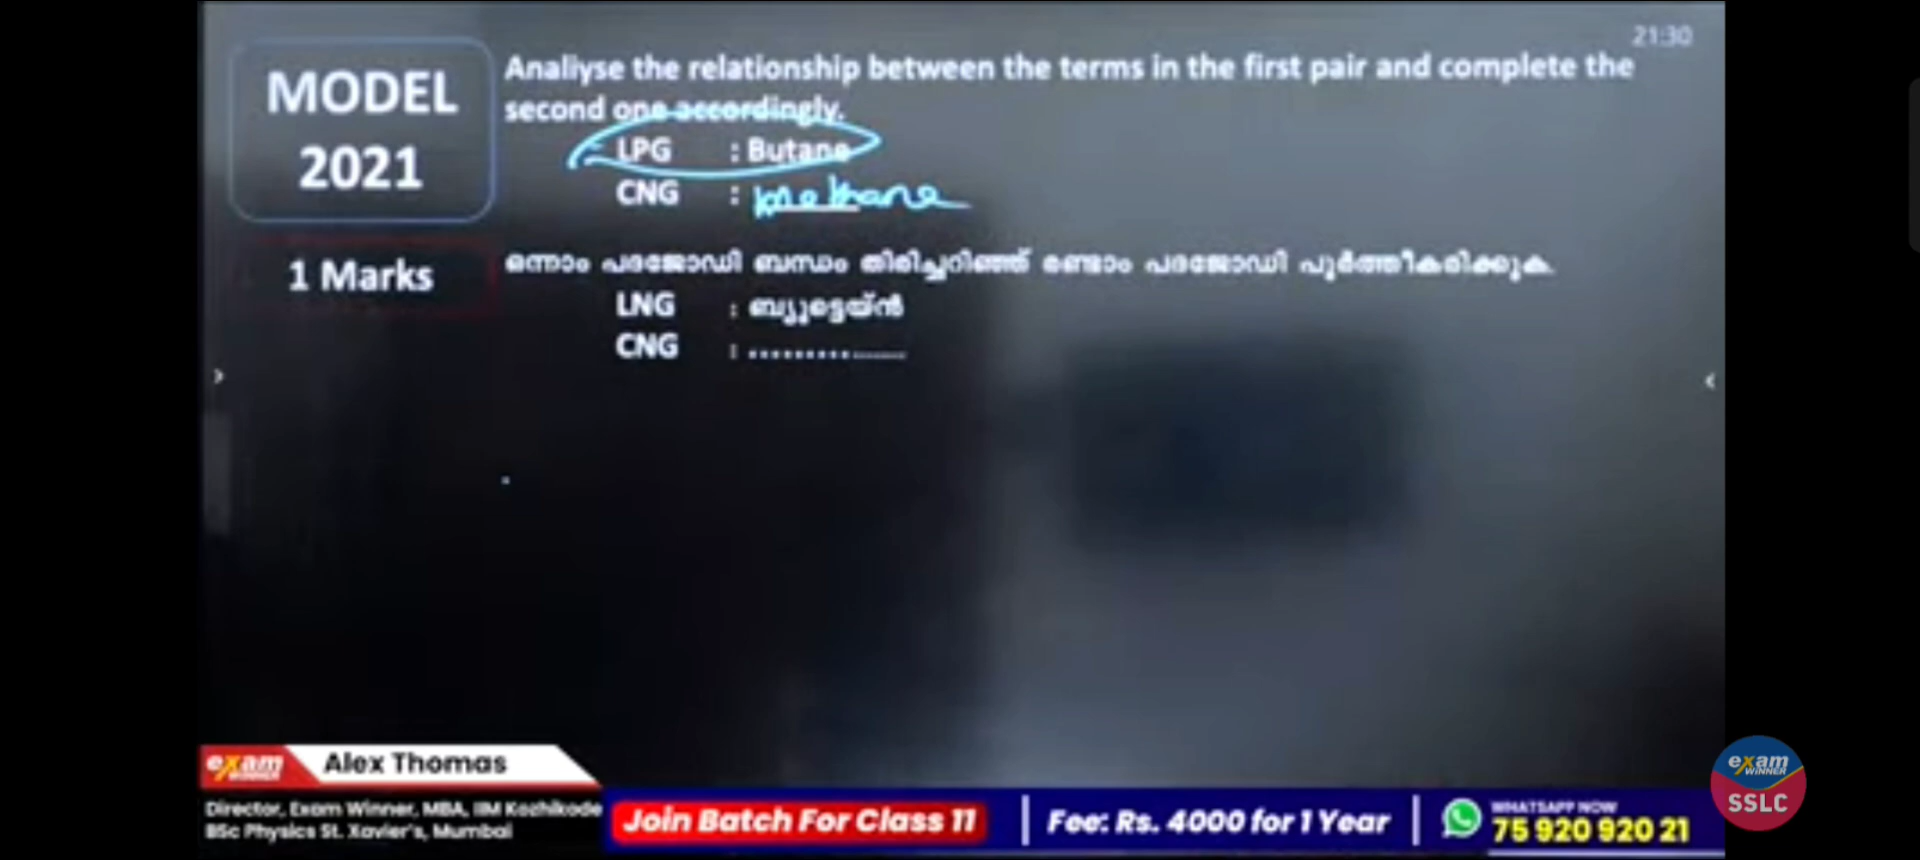 21:30
MODEL
2021
Analiyse the relationship between the terms in the first pair and complete the
second one accordingly.
LPG : Butane
CNG : methane
1 Marks
ഒന്നാം പദജോഡി ബന്ധം തിരിച്ചറിഞ്ഞ് രണ്ടാം പദജോഡി പൂർത്തീകരിക്കുക.
LNG : ബ്യൂട്ടെയ്ൻ
CNG : ................
exam WINNER
Alex Thomas
Director, Exam Winner, MBA, IIM Kozhikode
BSc Physics St. Xavier's, Mumbai
Join Batch For Class 11
Fee: Rs. 4000 for 1 Year
WHATSAPP NOW
75 920 920 21
exam WINNER
SSLC